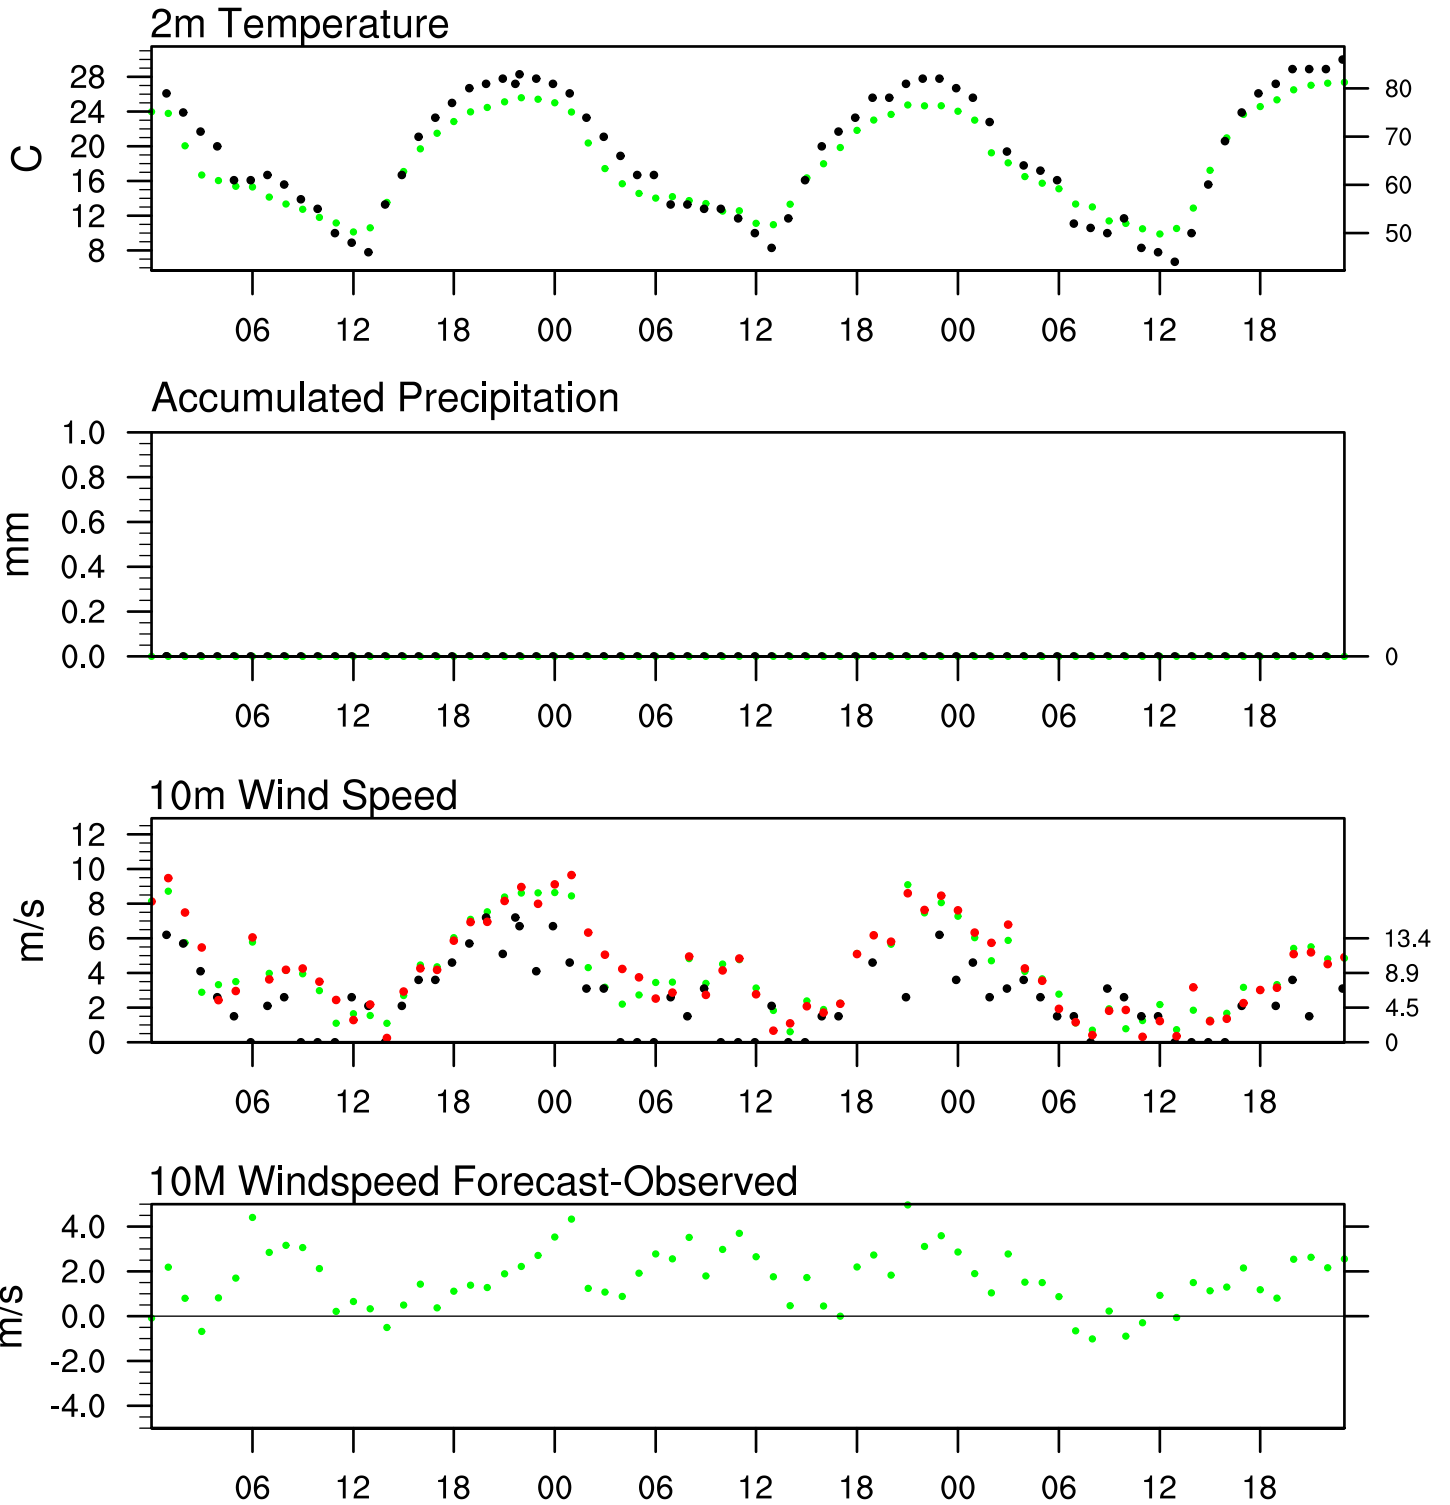 2m Temperature
28
24
20
16
12
8
C
80
70
60
50
06 12 18 00 06 12 18 00 06 12 18
Accumulated Precipitation
1.0
0.8
0.6
0.4
0.2
0.0
mm
0
06 12 18 00 06 12 18 00 06 12 18
10m Wind Speed
12
10
8
6
4
2
0
m/s
13.4
8.9
4.5
0
06 12 18 00 06 12 18 00 06 12 18
10M Windspeed Forecast-Observed
4.0
2.0
0.0
-2.0
-4.0
m/s
06 12 18 00 06 12 18 00 06 12 18